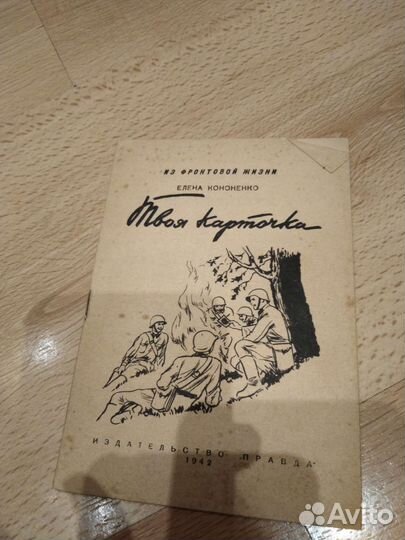 ИЗ ФРОНТОВОЙ ЖИЗНИ
ЕЛЕНА КОНОНЕНКО
Твоя карточка
ИЗДАТЕЛЬСТВО „ПРАВДА“
1942
Avito